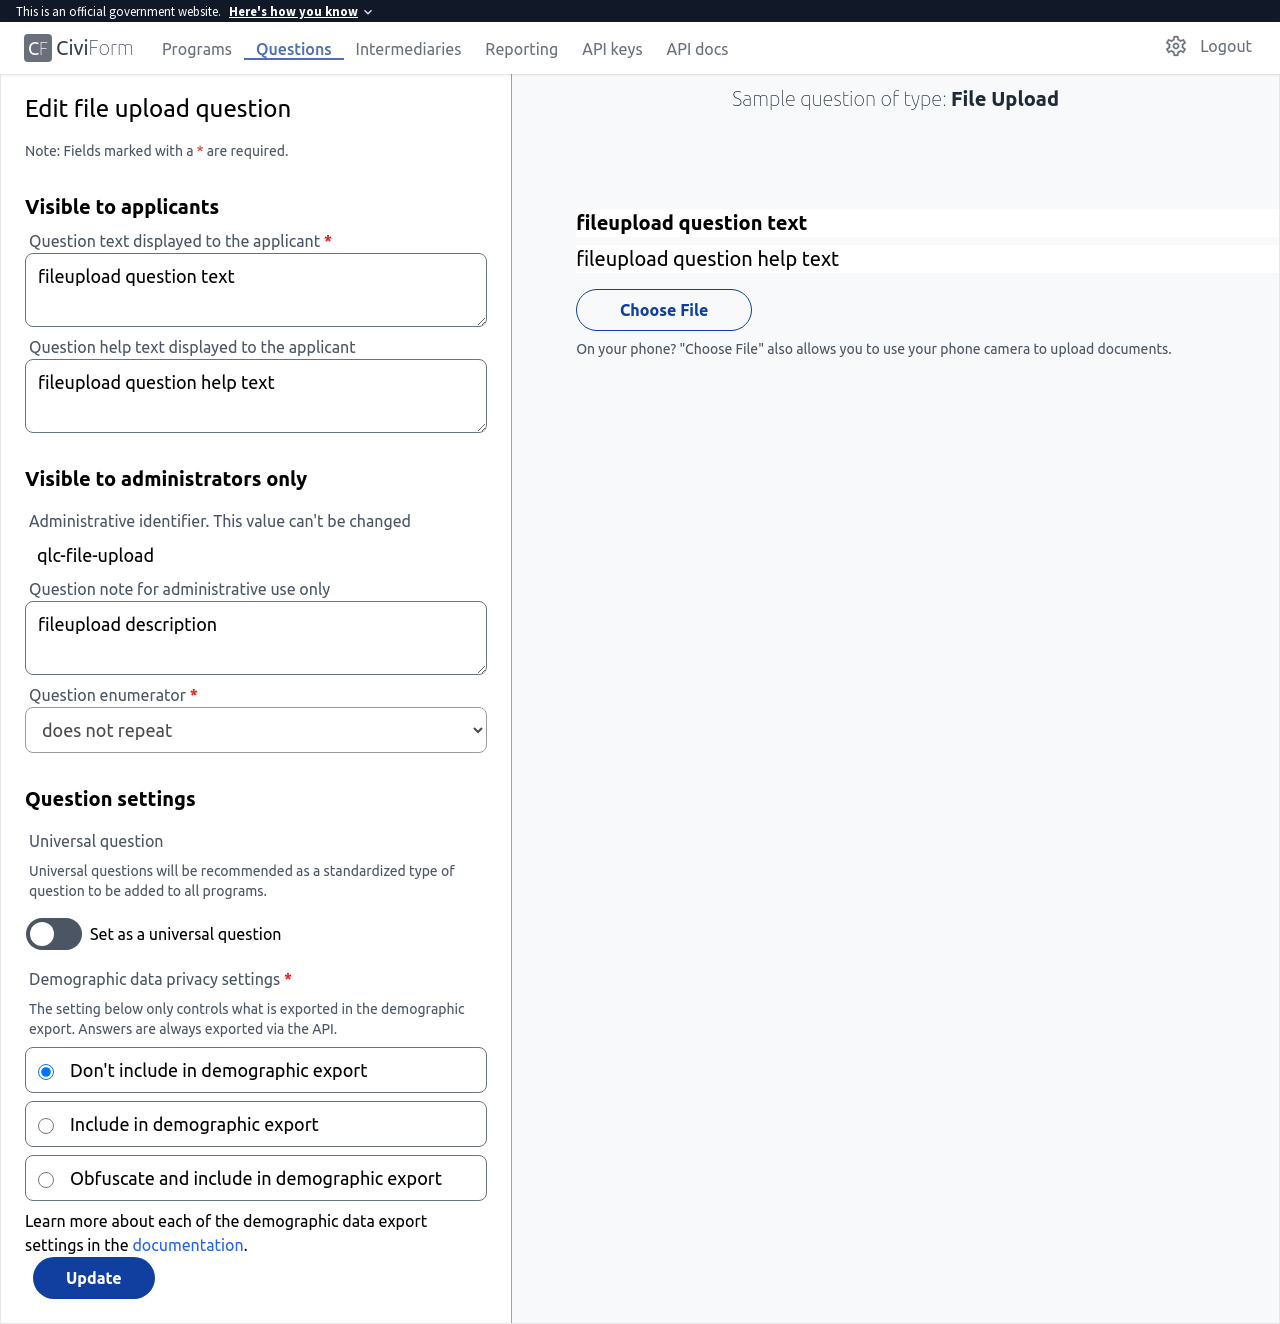 This is an official government website. Here's how you know
CF CiviForm Programs Questions Intermediaries Reporting API keys API docs Logout
Edit file upload question
Note: Fields marked with a * are required.
Visible to applicants
Question text displayed to the applicant *
fileupload question text
Question help text displayed to the applicant
fileupload question help text
Visible to administrators only
Administrative identifier. This value can't be changed
qlc-file-upload
Question note for administrative use only
fileupload description
Question enumerator *
does not repeat
Question settings
Universal question
Universal questions will be recommended as a standardized type of
question to be added to all programs.
Set as a universal question
Demographic data privacy settings *
The setting below only controls what is exported in the demographic
export. Answers are always exported via the API.
Don't include in demographic export
Include in demographic export
Obfuscate and include in demographic export
Learn more about each of the demographic data export
settings in the documentation.
Update
Sample question of type: File Upload
fileupload question text
fileupload question help text
Choose File
On your phone? "Choose File" also allows you to use your phone camera to upload documents.